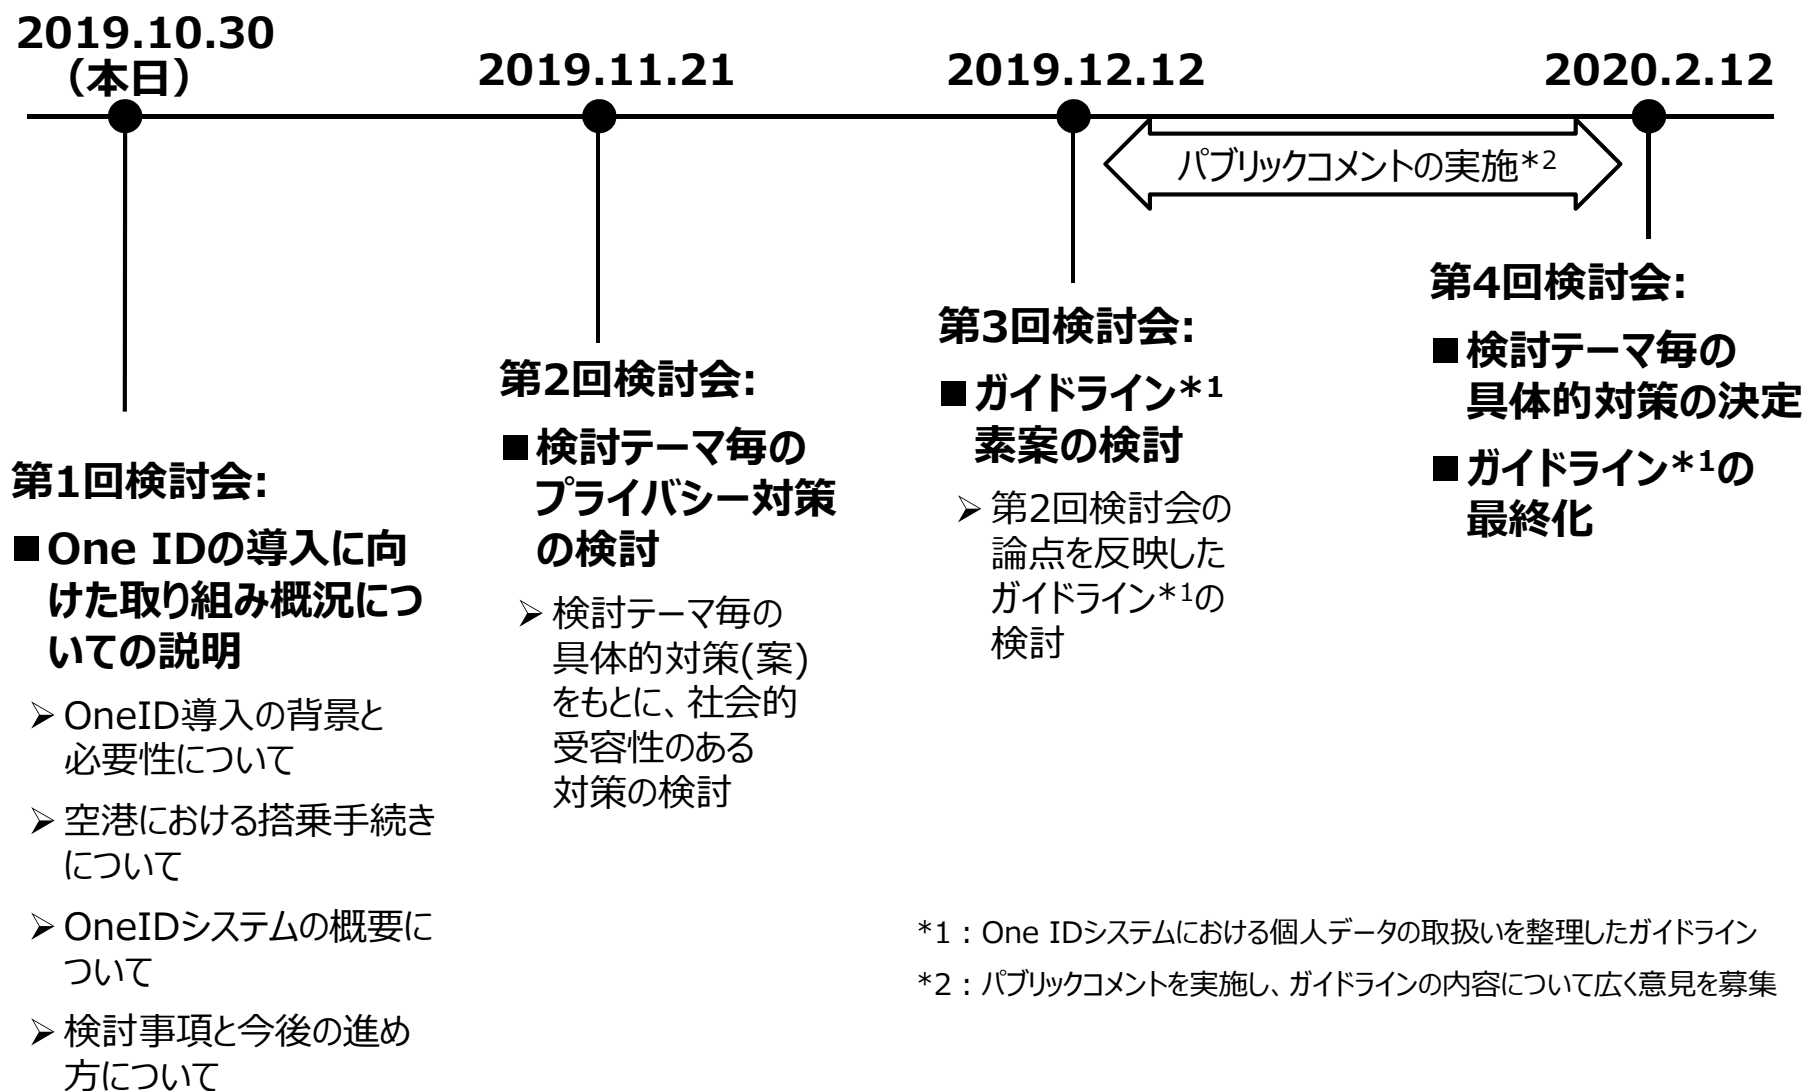 2019.10.30
（本日）
2019.11.21
2019.12.12
2020.2.12
パブリックコメントの実施*2
第1回検討会:
■One IDの導入に向
けた取り組み概況につ
いての説明
➢OneID導入の背景と
必要性について
➢空港における搭乗手続き
について
➢OneIDシステムの概要に
ついて
➢検討事項と今後の進め
方について
第2回検討会:
■検討テーマ毎の
プライバシー対策
の検討
➢検討テーマ毎の
具体的対策(案)
をもとに、社会的
受容性のある
対策の検討
第3回検討会:
■ガイドライン*1
素案の検討
➢第2回検討会の
論点を反映した
ガイドライン*1の
検討
第4回検討会:
■検討テーマ毎の
具体的対策の決定
■ガイドライン*1の
最終化
*1：One IDシステムにおける個人データの取扱いを整理したガイドライン
*2：パブリックコメントを実施し、ガイドラインの内容について広く意見を募集